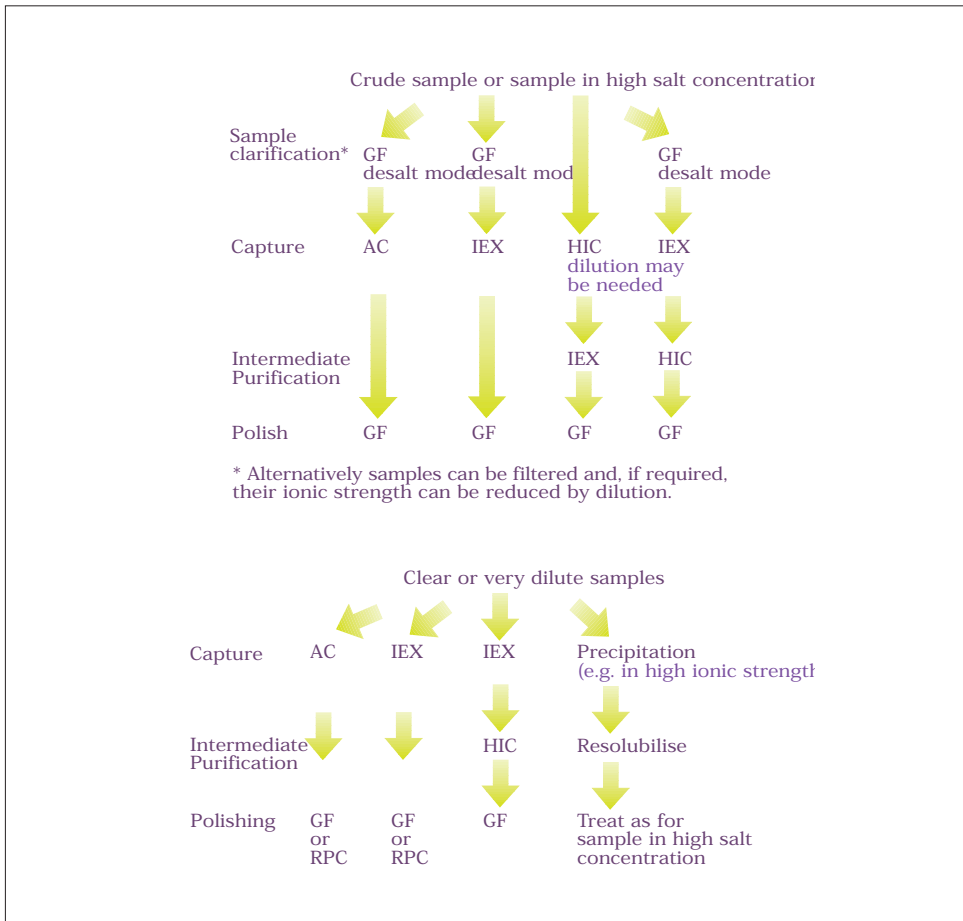 Crude sample or sample in high salt concentration
Sample
clarification*
GF GF GF
desalt mode desalt mod desalt mode
Capture AC IEX HIC IEX
dilution may
be needed
Intermediate
Purification
IEX HIC
Polish GF GF GF GF
* Alternatively samples can be filtered and, if required,
their ionic strength can be reduced by dilution.
Clear or very dilute samples
Capture AC IEX IEX Precipitation
(e.g. in high ionic strength
Intermediate
Purification
HIC Resolubilise
Polishing GF GF GF Treat as for
or or sample in high salt
RPC RPC concentration